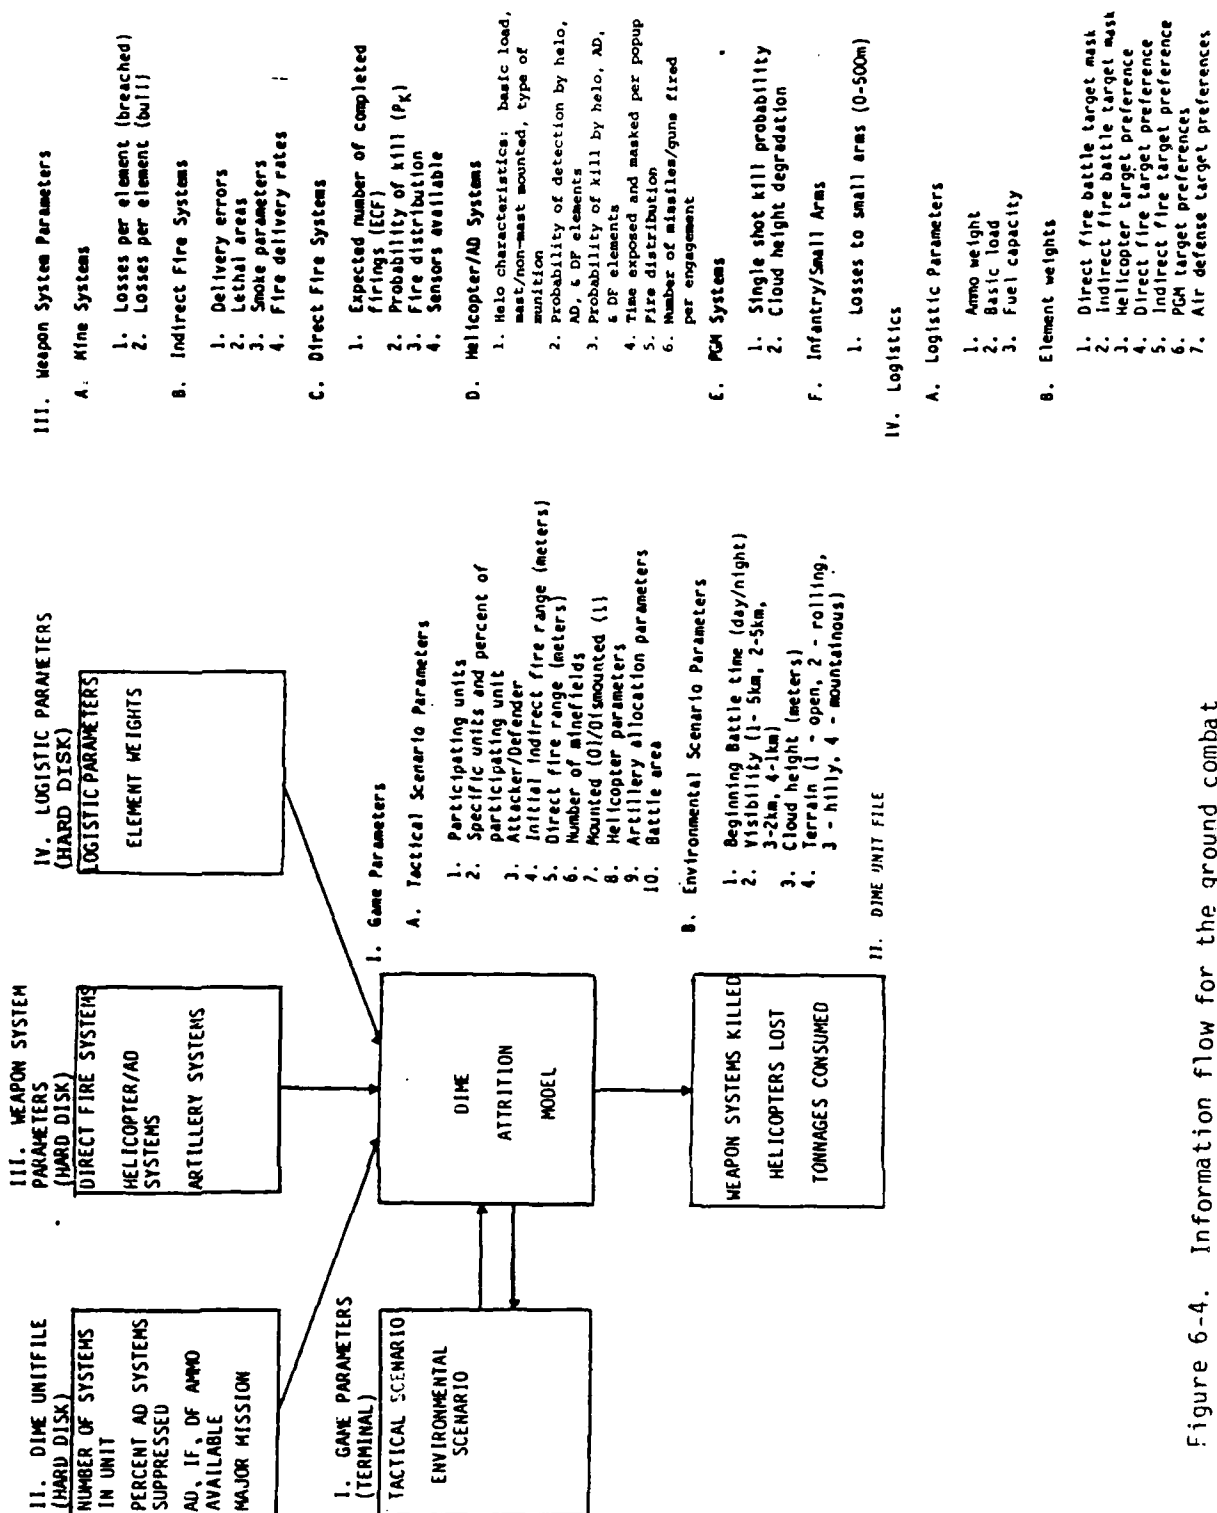 II. DIME UNITFILE
(HARD DISK)
NUMBER OF SYSTEMS
IN UNIT
PERCENT AD SYSTEMS
SUPPRESSED
AD, IF, DF AMMO
AVAILABLE
MAJOR MISSION
III. WEAPON SYSTEM
PARAMETERS
(HARD DISK)
DIRECT FIRE SYSTEMS
HELICOPTER/AD
SYSTEMS
ARTILLERY SYSTEMS
IV. LOGISTIC PARAMETERS
(HARD DISK)
LOGISTIC PARAMETERS
ELEMENT WEIGHTS
I. GAME PARAMETERS
(TERMINAL)
TACTICAL SCENARIO
ENVIRONMENTAL
SCENARIO
DIME
ATTRITION
MODEL
WEAPON SYSTEMS KILLED
HELICOPTERS LOST
TONNAGES CONSUMED
I. Game Parameters
A. Tactical Scenario Parameters
1. Participating units
2. Specific units and percent of
participating unit
3. Attacker/Defender
4. Initial indirect fire range (meters)
5. Direct fire range (meters)
6. Number of minefields
7. Mounted (0)/Dismounted (1)
8. Helicopter parameters
9. Artillery allocation parameters
10. Battle area
B. Environmental Scenario Parameters
1. Beginning Battle time (day/night)
2. Visibility (1- 5km, 2-5km,
3-2km, 4-1km)
3. Cloud height (meters)
4. Terrain (1 - open, 2 - rolling,
3 - hilly, 4 - mountainous)
II. DIME UNIT FILE
III. Weapon System Parameters
A. Mine Systems
1. Losses per element (breached)
2. Losses per element (bull)
B. Indirect Fire Systems
1. Delivery errors
2. Lethal areas
3. Smoke parameters
4. Fire delivery rates
C. Direct Fire Systems
1. Expected number of completed
firings (ECF)
2. Probability of kill (PK)
3. Fire distribution
4. Sensors available
D. Helicopter/AD Systems
1. Helo characteristics: basic load,
mast/non-mast mounted, type of
munition
2. Probability of detection by helo,
AD, & DF elements
3. Probability of kill by helo, AD,
& DF elements
4. Time exposed and masked per popup
5. Fire distribution
6. Number of missiles/guns fired
per engagement
E. PGM Systems
1. Single shot kill probability
2. Cloud height degradation
F. Infantry/Small Arms
1. Losses to small arms (0-500m)
IV. Logistics
A. Logistic Parameters
1. Ammo weight
2. Basic load
3. Fuel capacity
B. Element weights
1. Direct fire battle target mask
2. Indirect fire battle target mask
3. Helicopter target preference
4. Direct fire target preference
5. Indirect fire target preference
6. PGM target preferences
7. Air defense target preferences
Figure 6-4. Information flow for the ground combat